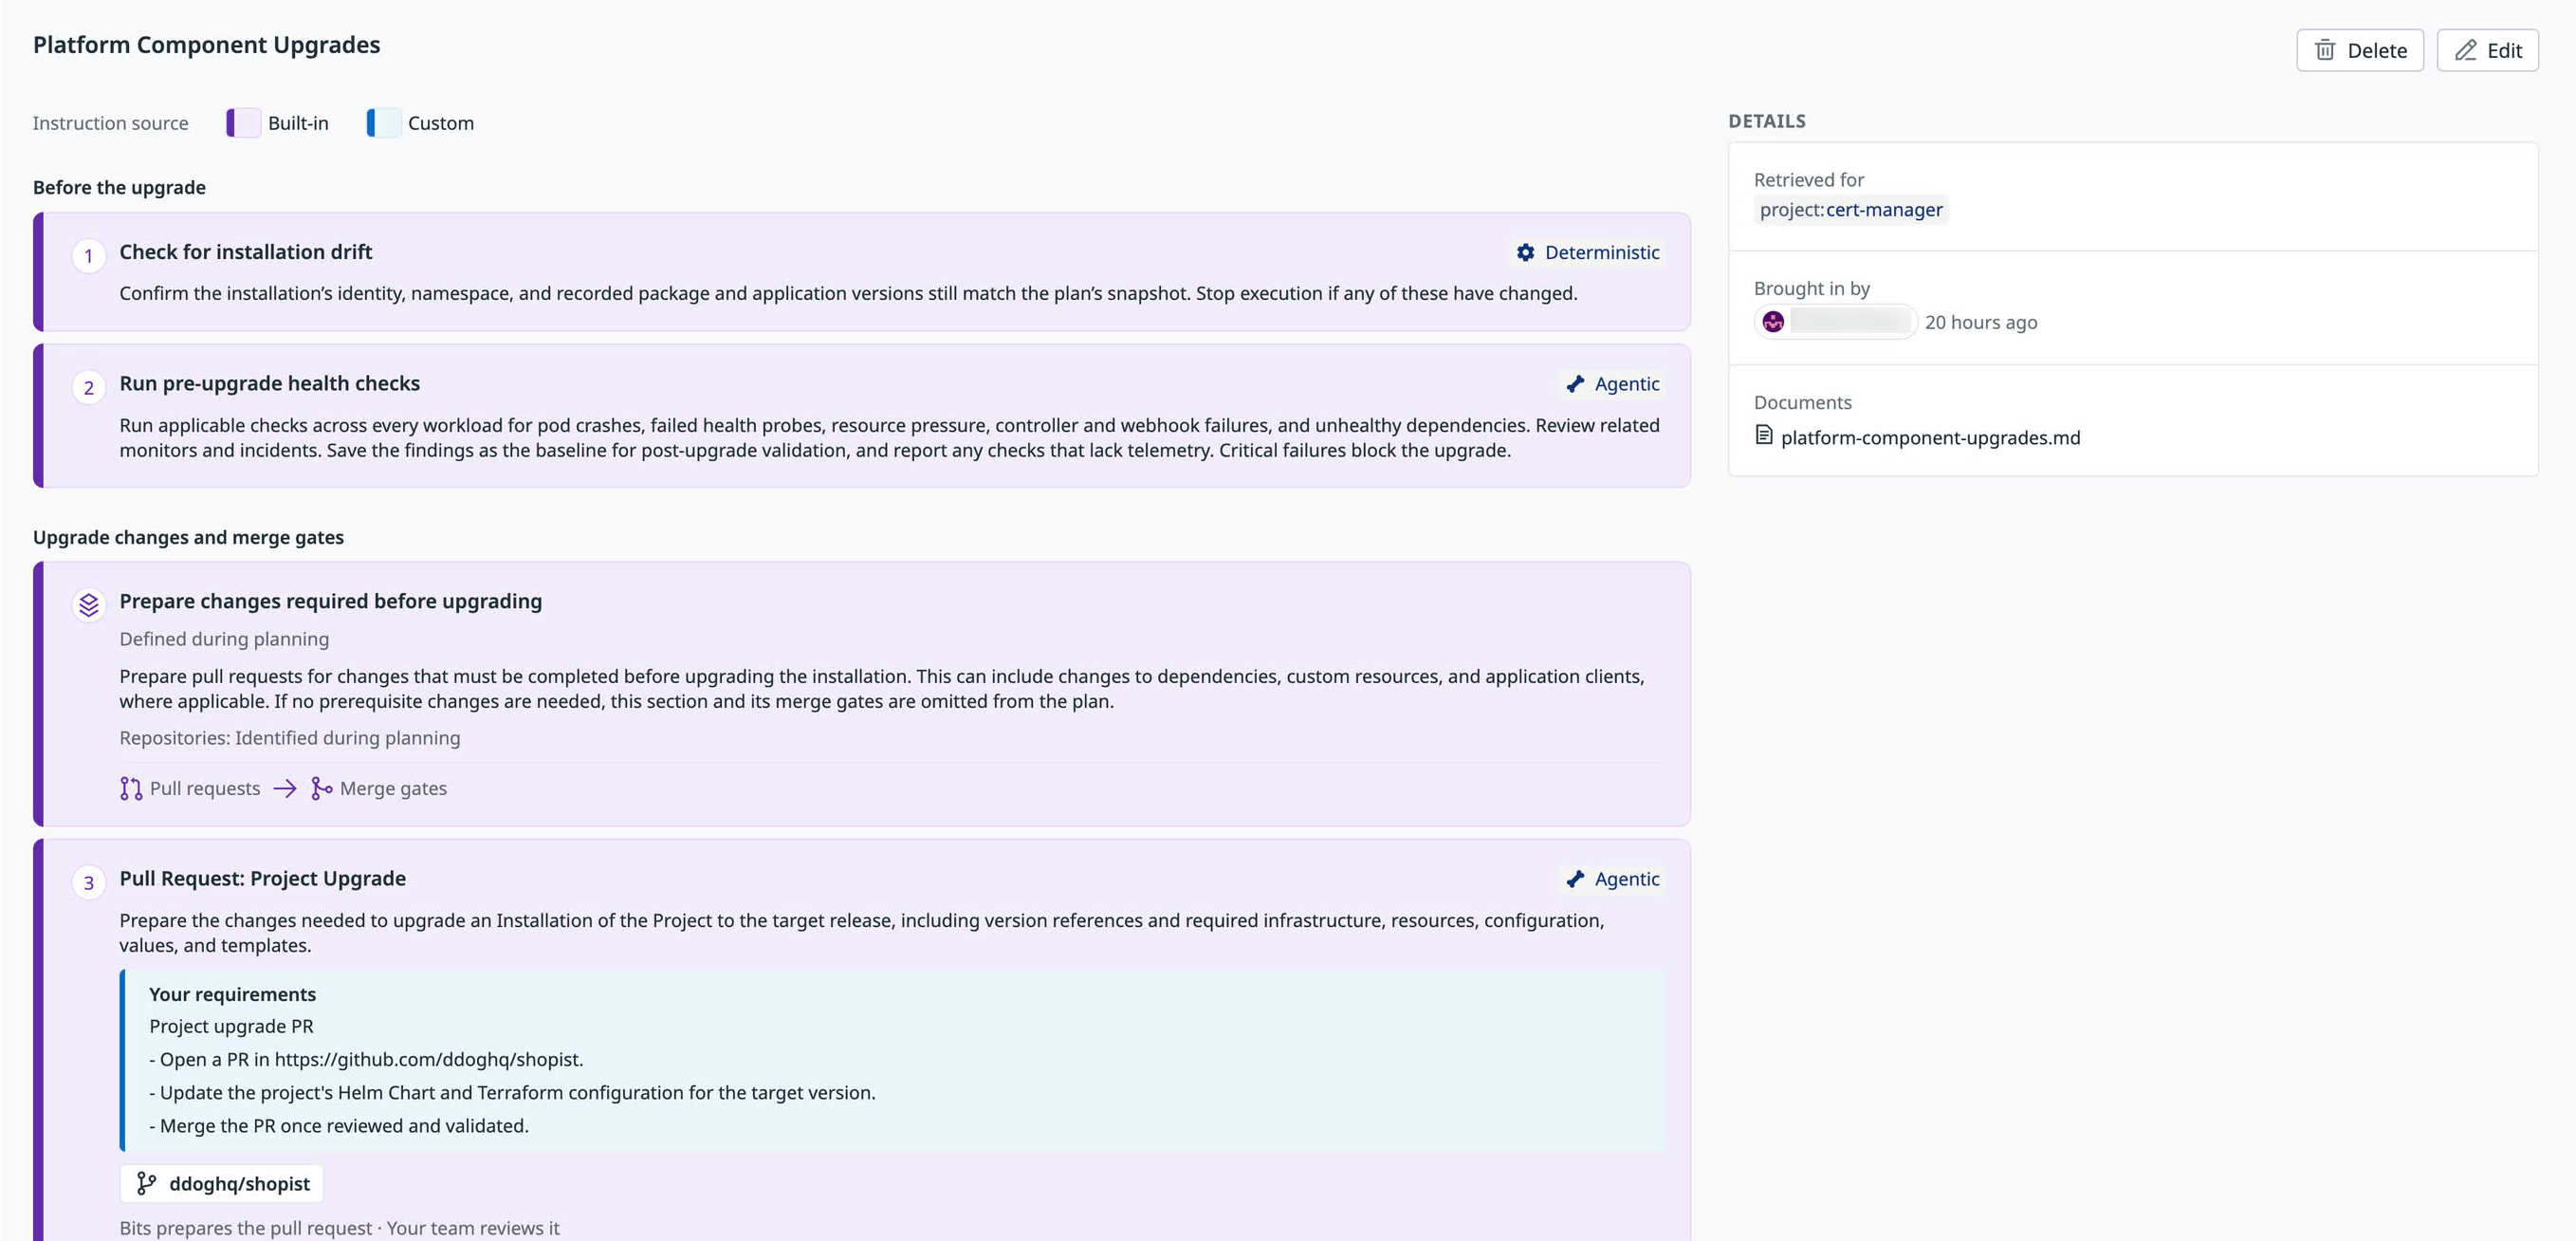 Platform Component Upgrades
Delete
Edit
Instruction source
Built-in
Custom
Before the upgrade
1
Check for installation drift
Deterministic
Confirm the installation’s identity, namespace, and recorded package and application versions still match the plan’s snapshot. Stop execution if any of these have changed.
2
Run pre-upgrade health checks
Agentic
Run applicable checks across every workload for pod crashes, failed health probes, resource pressure, controller and webhook failures, and unhealthy dependencies. Review related
monitors and incidents. Save the findings as the baseline for post-upgrade validation, and report any checks that lack telemetry. Critical failures block the upgrade.
Upgrade changes and merge gates
Prepare changes required before upgrading
Defined during planning
Prepare pull requests for changes that must be completed before upgrading the installation. This can include changes to dependencies, custom resources, and application clients,
where applicable. If no prerequisite changes are needed, this section and its merge gates are omitted from the plan.
Repositories: Identified during planning
Pull requests
Merge gates
3
Pull Request: Project Upgrade
Agentic
Prepare the changes needed to upgrade an Installation of the Project to the target release, including version references and required infrastructure, resources, configuration,
values, and templates.
Your requirements
Project upgrade PR
- Open a PR in https://github.com/ddoghq/shopist.
- Update the project's Helm Chart and Terraform configuration for the target version.
- Merge the PR once reviewed and validated.
ddoghq/shopist
Bits prepares the pull request · Your team reviews it
DETAILS
Retrieved for
project:cert-manager
Brought in by
20 hours ago
Documents
platform-component-upgrades.md